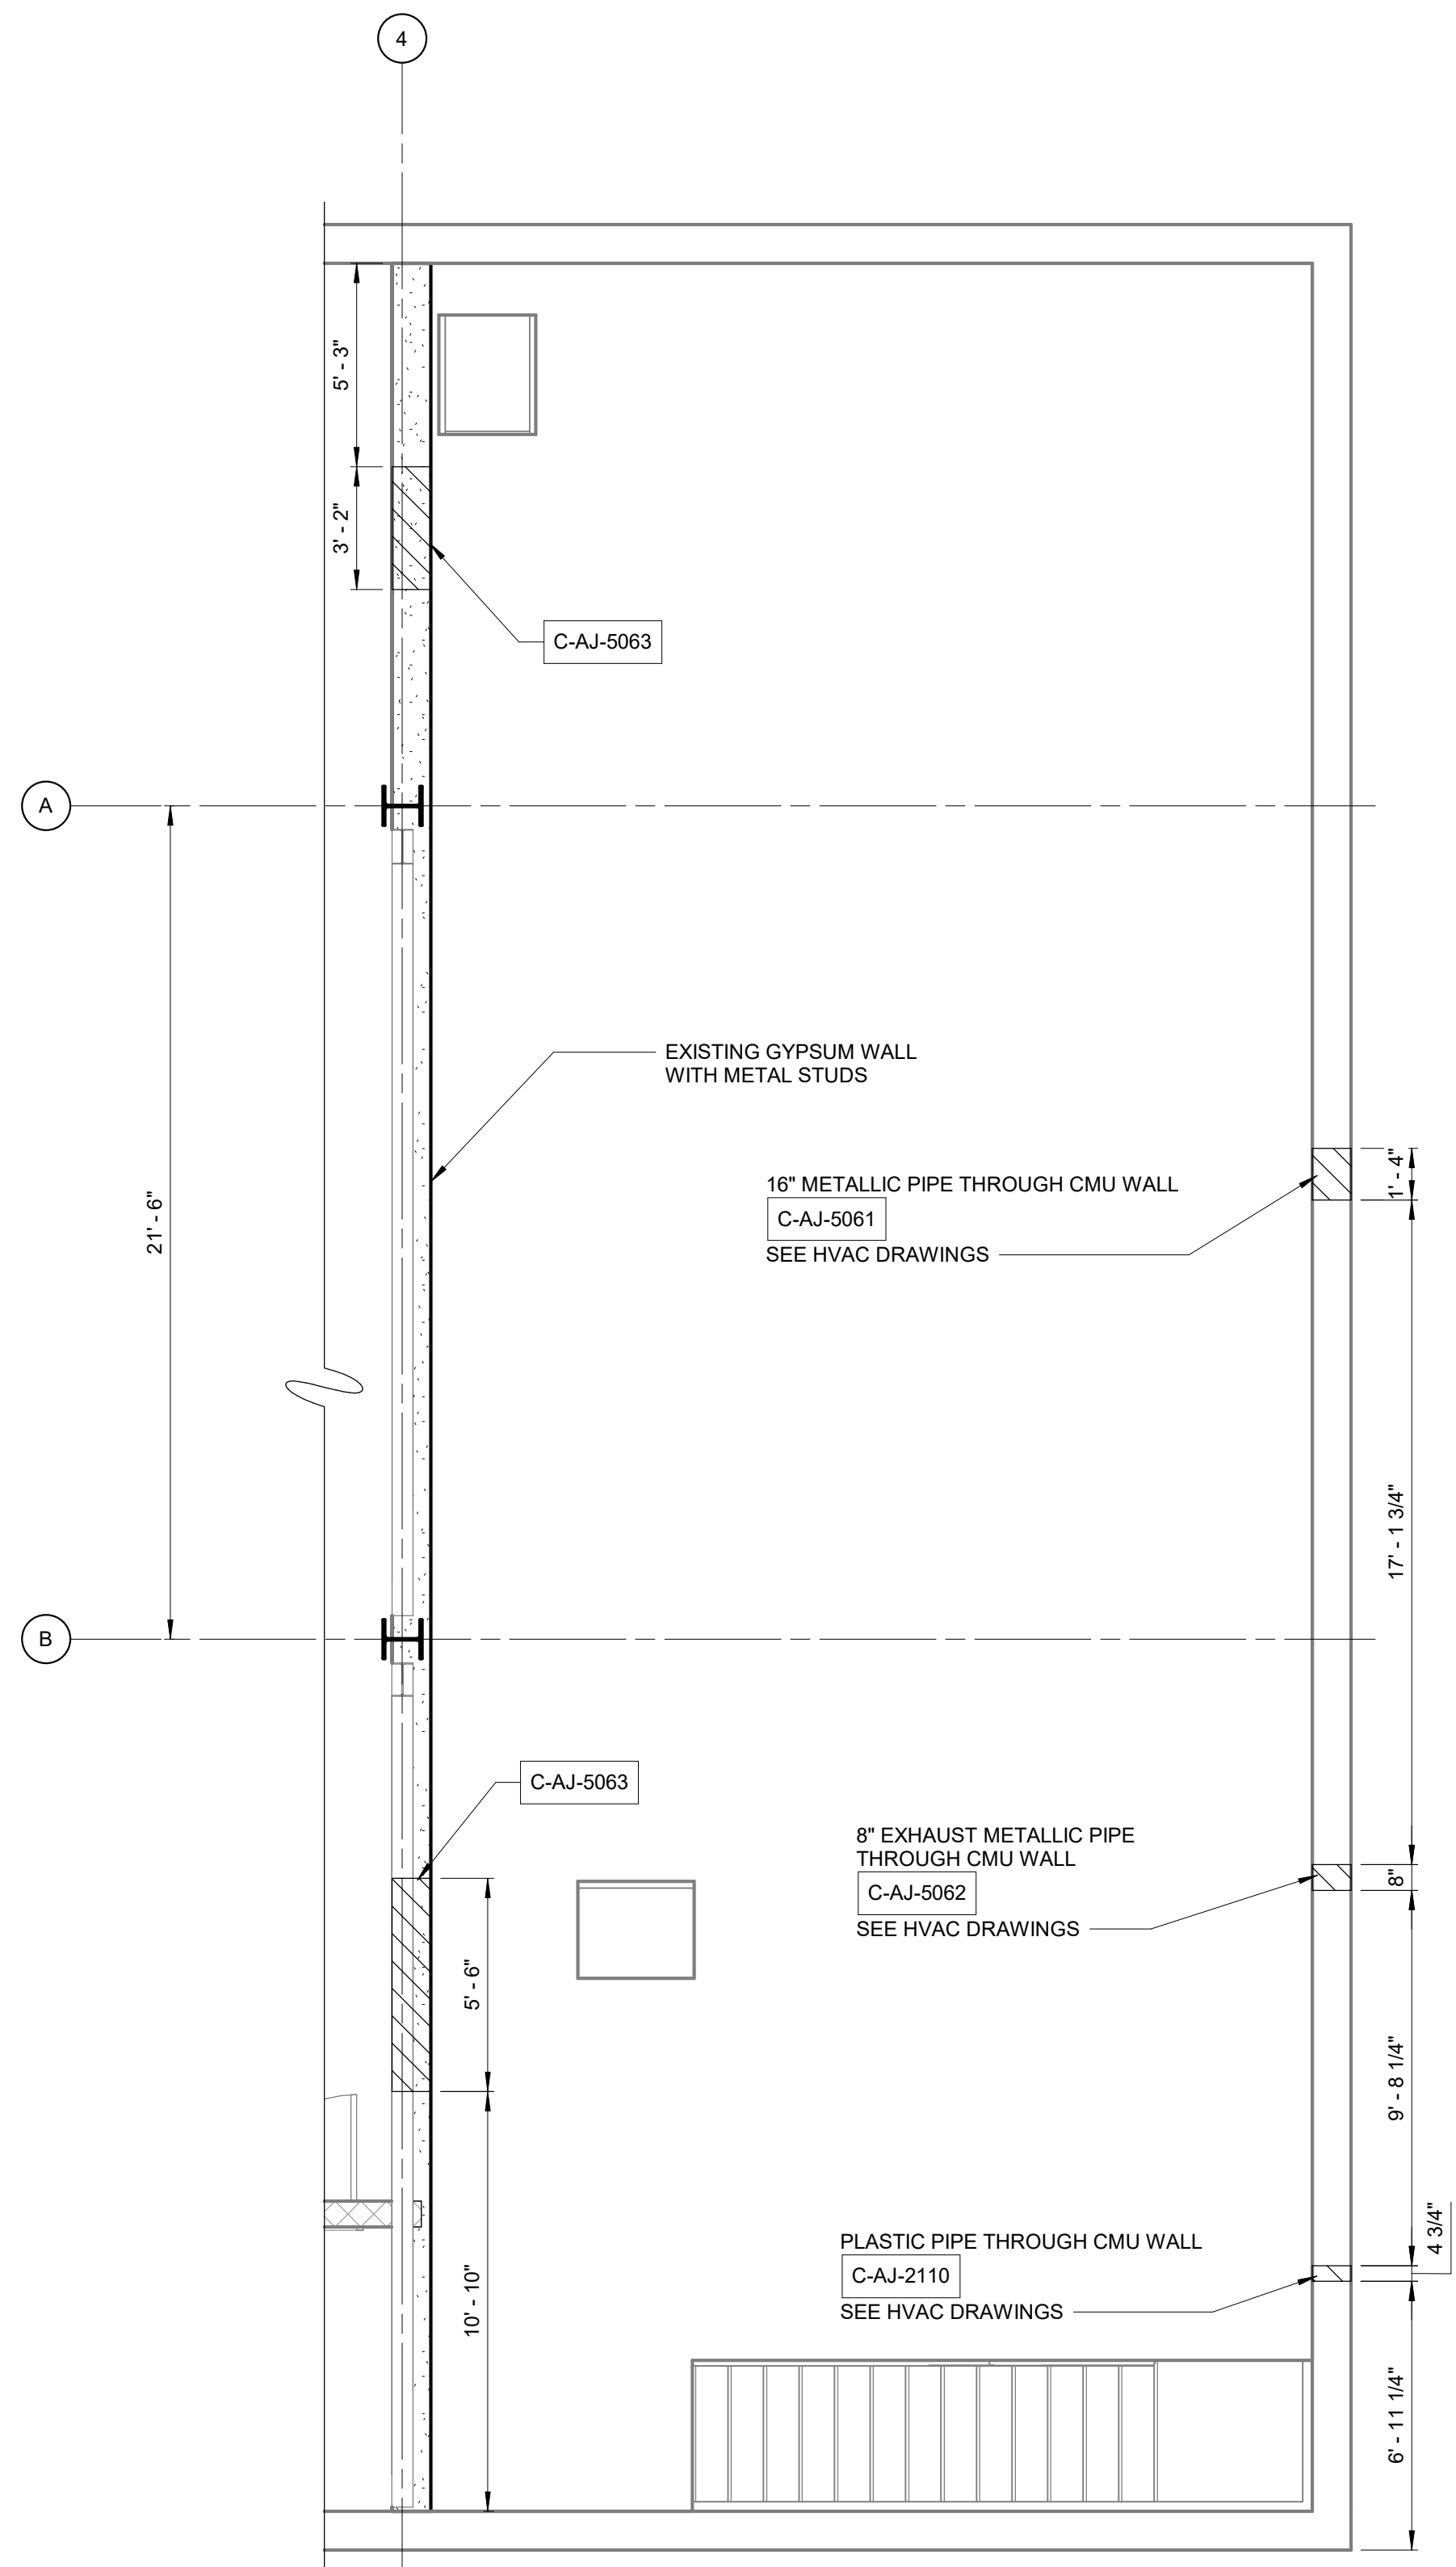 4
5' - 3"
3' - 2"
C-AJ-5063
A
EXISTING GYPSUM WALL
WITH METAL STUDS
21' - 6"
16" METALLIC PIPE THROUGH CMU WALL
C-AJ-5061
SEE HVAC DRAWINGS
1' - 4"
17' - 1 3/4"
B
C-AJ-5063
8" EXHAUST METALLIC PIPE
THROUGH CMU WALL
C-AJ-5062
SEE HVAC DRAWINGS
8"
5' - 6"
9' - 8 1/4"
4 3/4"
PLASTIC PIPE THROUGH CMU WALL
C-AJ-2110
SEE HVAC DRAWINGS
10' - 10"
6' - 11 1/4"